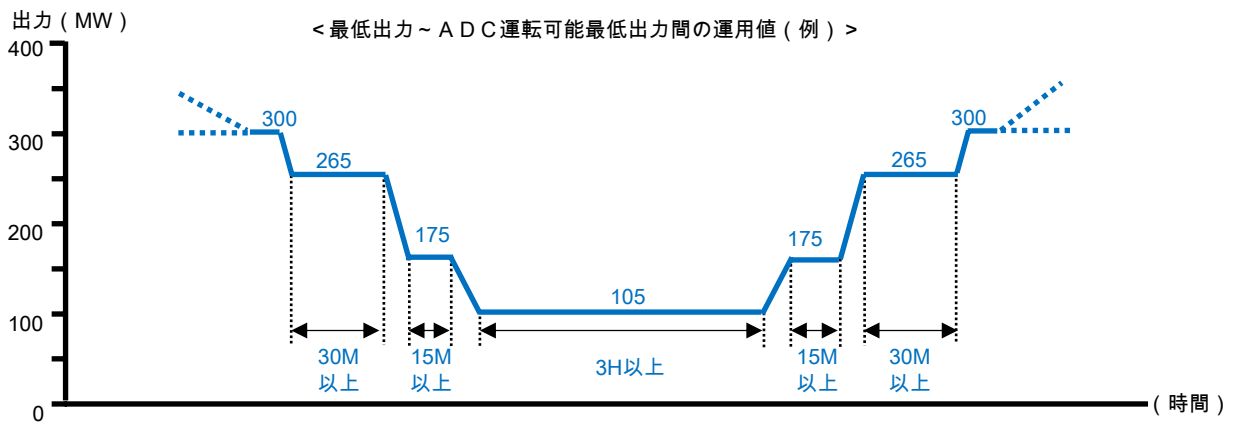 出力(MW)
<最低出力~ADC運転可能最低出力間の運用値(例)>
400
300
200
100
0
300
265
175
105
175
265
300
30M
以上
15M
以上
3H以上
15M
以上
30M
以上
(時間)